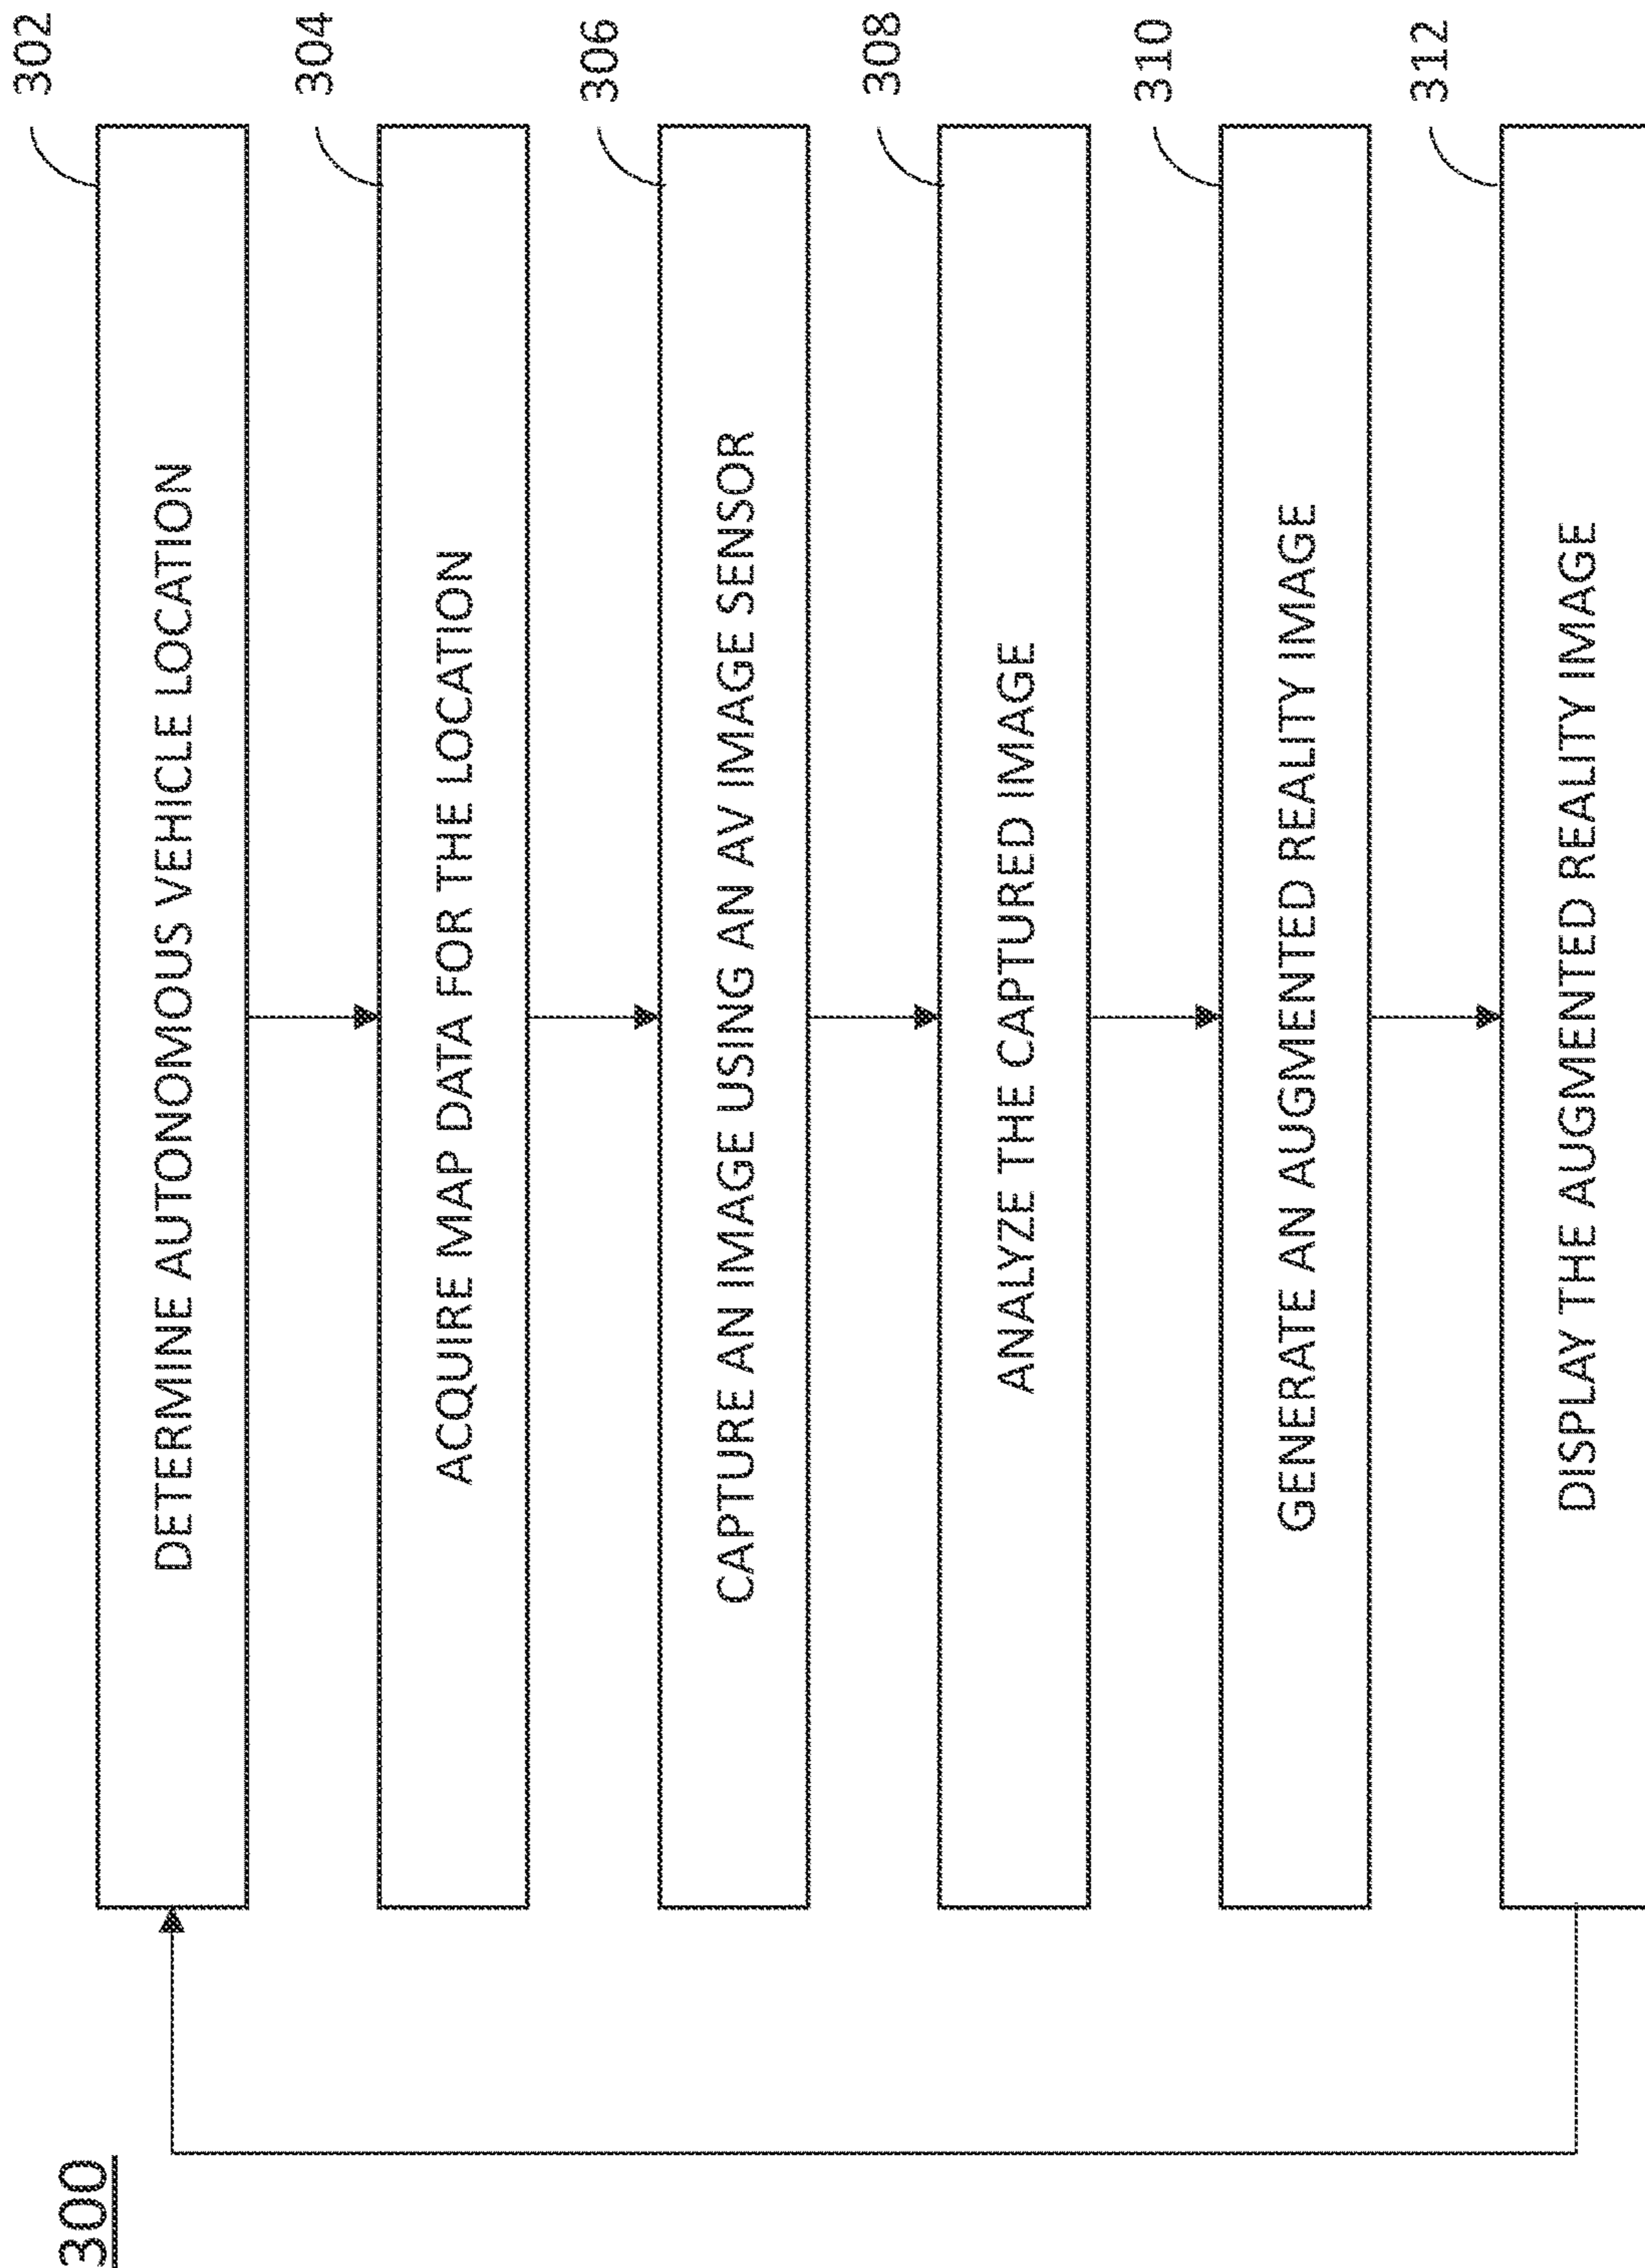 300
302
DETERMINE AUTONOMOUS VEHICLE LOCATION
304
ACQUIRE MAP DATA FOR THE LOCATION
306
CAPTURE AN IMAGE USING AN AV IMAGE SENSOR
308
ANALYZE THE CAPTURED IMAGE
310
GENERATE AN AUGMENTED REALITY IMAGE
312
DISPLAY THE AUGMENTED REALITY IMAGE